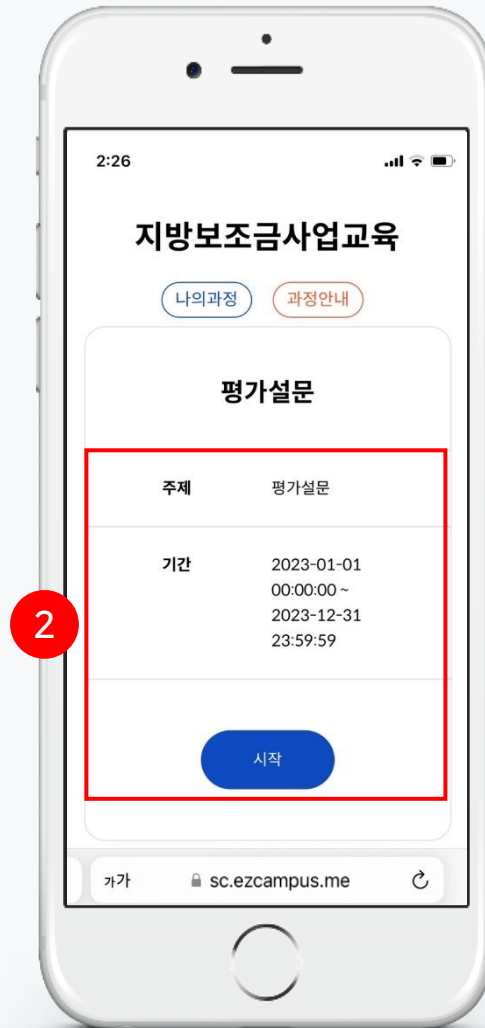 2:26
지방보조금사업교육
나의과정 과정안내
평가설문
주제 평가설문
기간 2023-01-01
00:00:00 ~
2023-12-31
23:59:59
2
시작
가가 sc.ezcampus.me